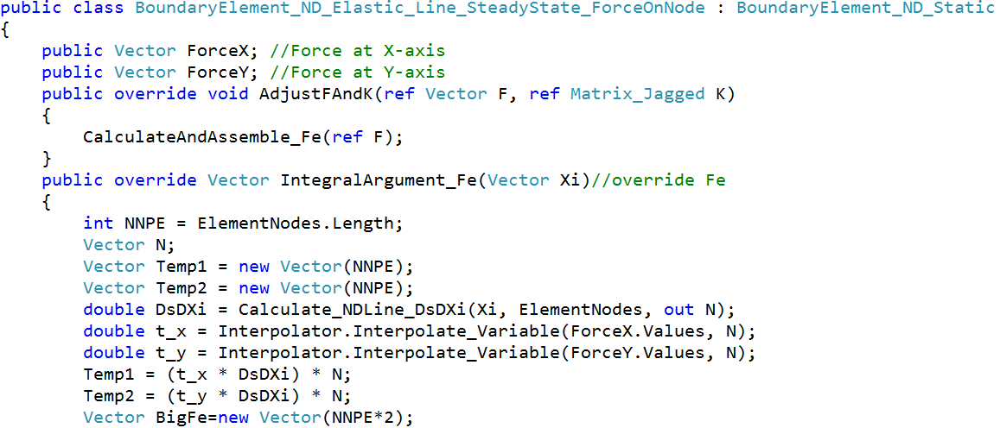 public class BoundaryElement_ND_Elastic_Line_SteadyState_ForceOnNode : BoundaryElement_ND_Static
{
    public Vector ForceX; //Force at X-axis
    public Vector ForceY; //Force at Y-axis
    public override void AdjustFAndK(ref Vector F, ref Matrix_Jagged K)
    {
        CalculateAndAssemble_Fe(ref F);
    }
    public override Vector IntegralArgument_Fe(Vector Xi)//override Fe
    {
        int NNPE = ElementNodes.Length;
        Vector N;
        Vector Temp1 = new Vector(NNPE);
        Vector Temp2 = new Vector(NNPE);
        double DsDXi = Calculate_NDLine_DsDXi(Xi, ElementNodes, out N);
        double t_x = Interpolator.Interpolate_Variable(ForceX.Values, N);
        double t_y = Interpolator.Interpolate_Variable(ForceY.Values, N);
        Temp1 = (t_x * DsDXi) * N;
        Temp2 = (t_y * DsDXi) * N;
        Vector BigFe=new Vector(NNPE*2);